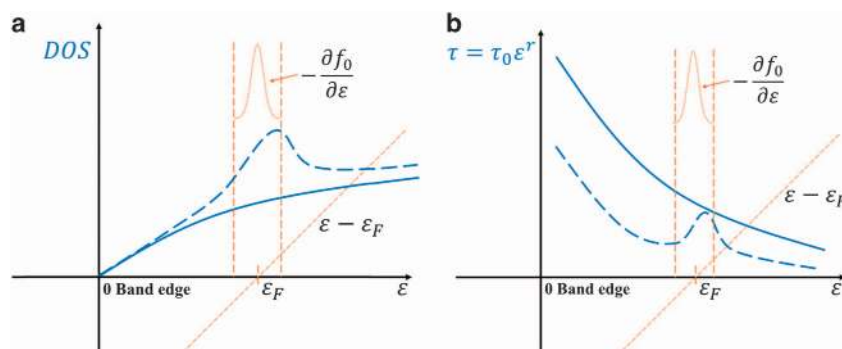 a
DOS
−∂f₀/∂ε
ε − ε_F
0 Band edge
ε_F
ε
b
τ = τ₀ε^r
−∂f₀/∂ε
ε − ε_F
0 Band edge
ε_F
ε